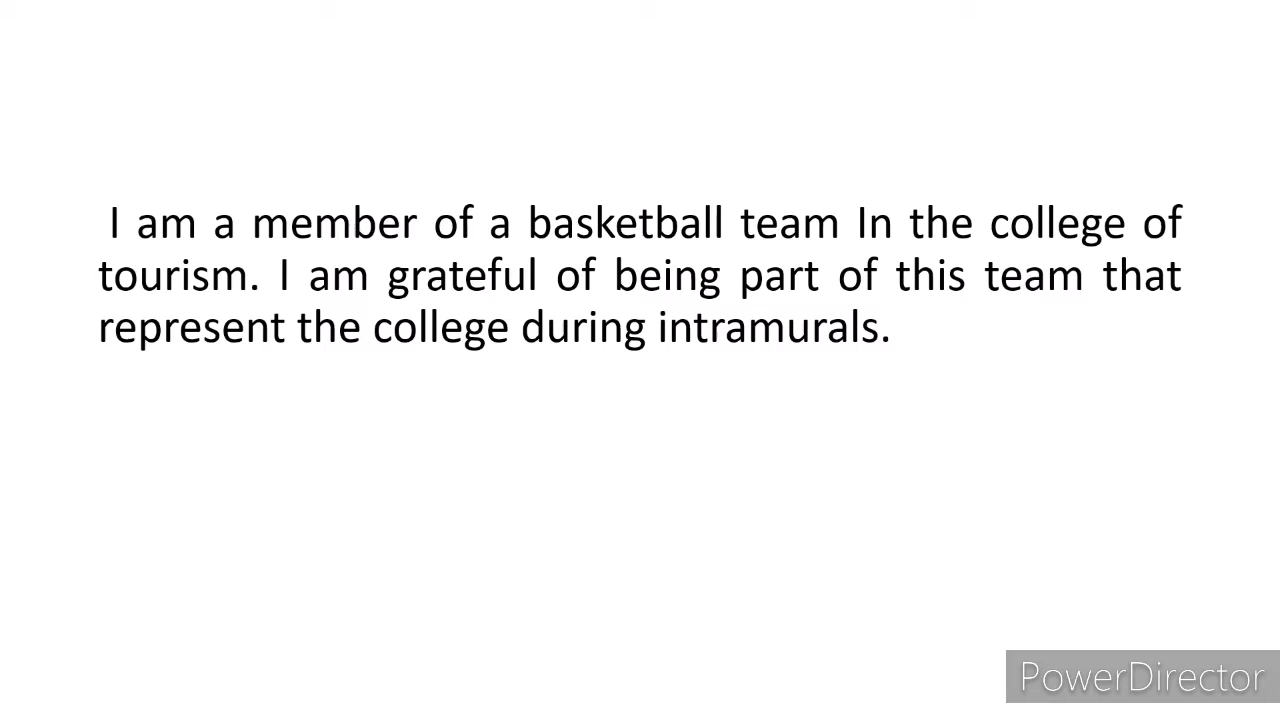 I am a member of a basketball team In the college of
tourism. I am grateful of being part of this team that
represent the college during intramurals.
PowerDirector